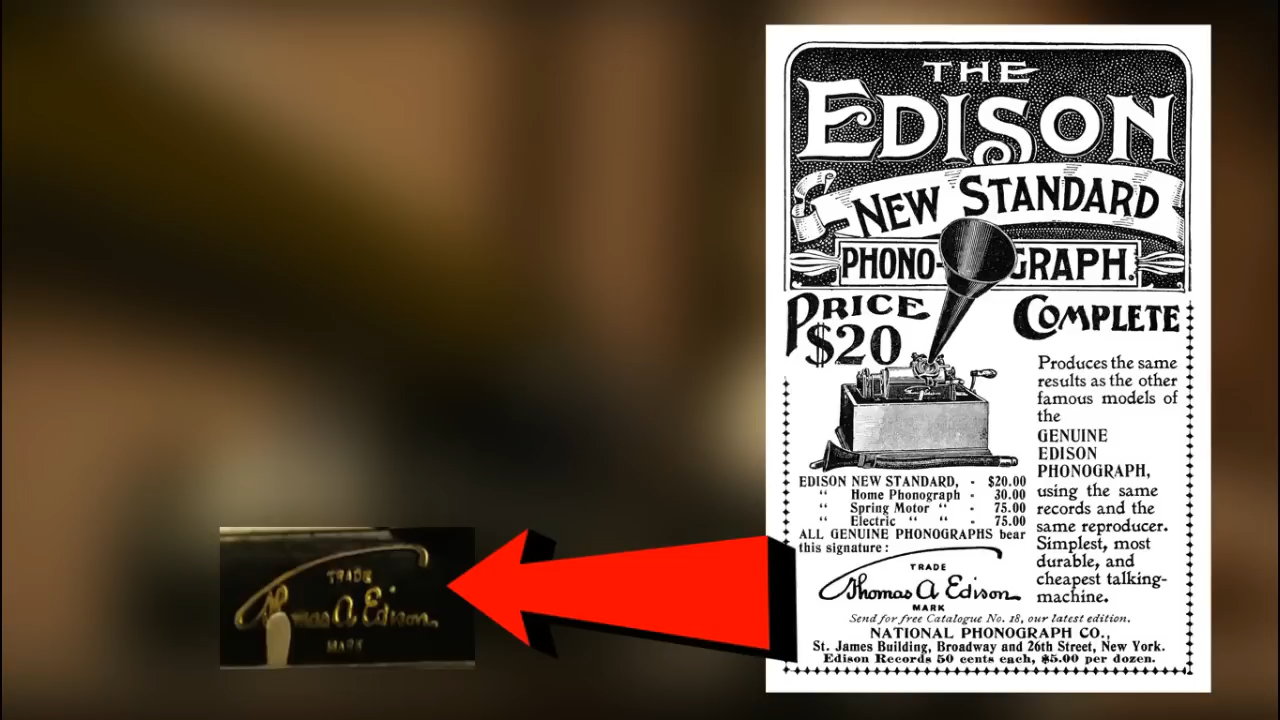 THE
EDISON
NEW STANDARD
PHONO-GRAPH.
PRICE
$20
COMPLETE
Produces the same
results as the other
famous models of
the
GENUINE
EDISON
PHONOGRAPH,
using the same
records and the
same reproducer.
Simplest, most
durable, and
cheapest talking-
machine.
EDISON NEW STANDARD, - $20.00
“ Home Phonograph - 30.00
“ Spring Motor “ - 75.00
“ Electric “ “ - 75.00
ALL GENUINE PHONOGRAPHS bear
this signature:
TRADE
Thomas A Edison
MARK
Send for free Catalogue No. 18, our latest edition.
NATIONAL PHONOGRAPH CO.,
St. James Building, Broadway and 26th Street, New York.
Edison Records 50 cents each, $5.00 per dozen.
TRADE
Thomas A Edison
MARK